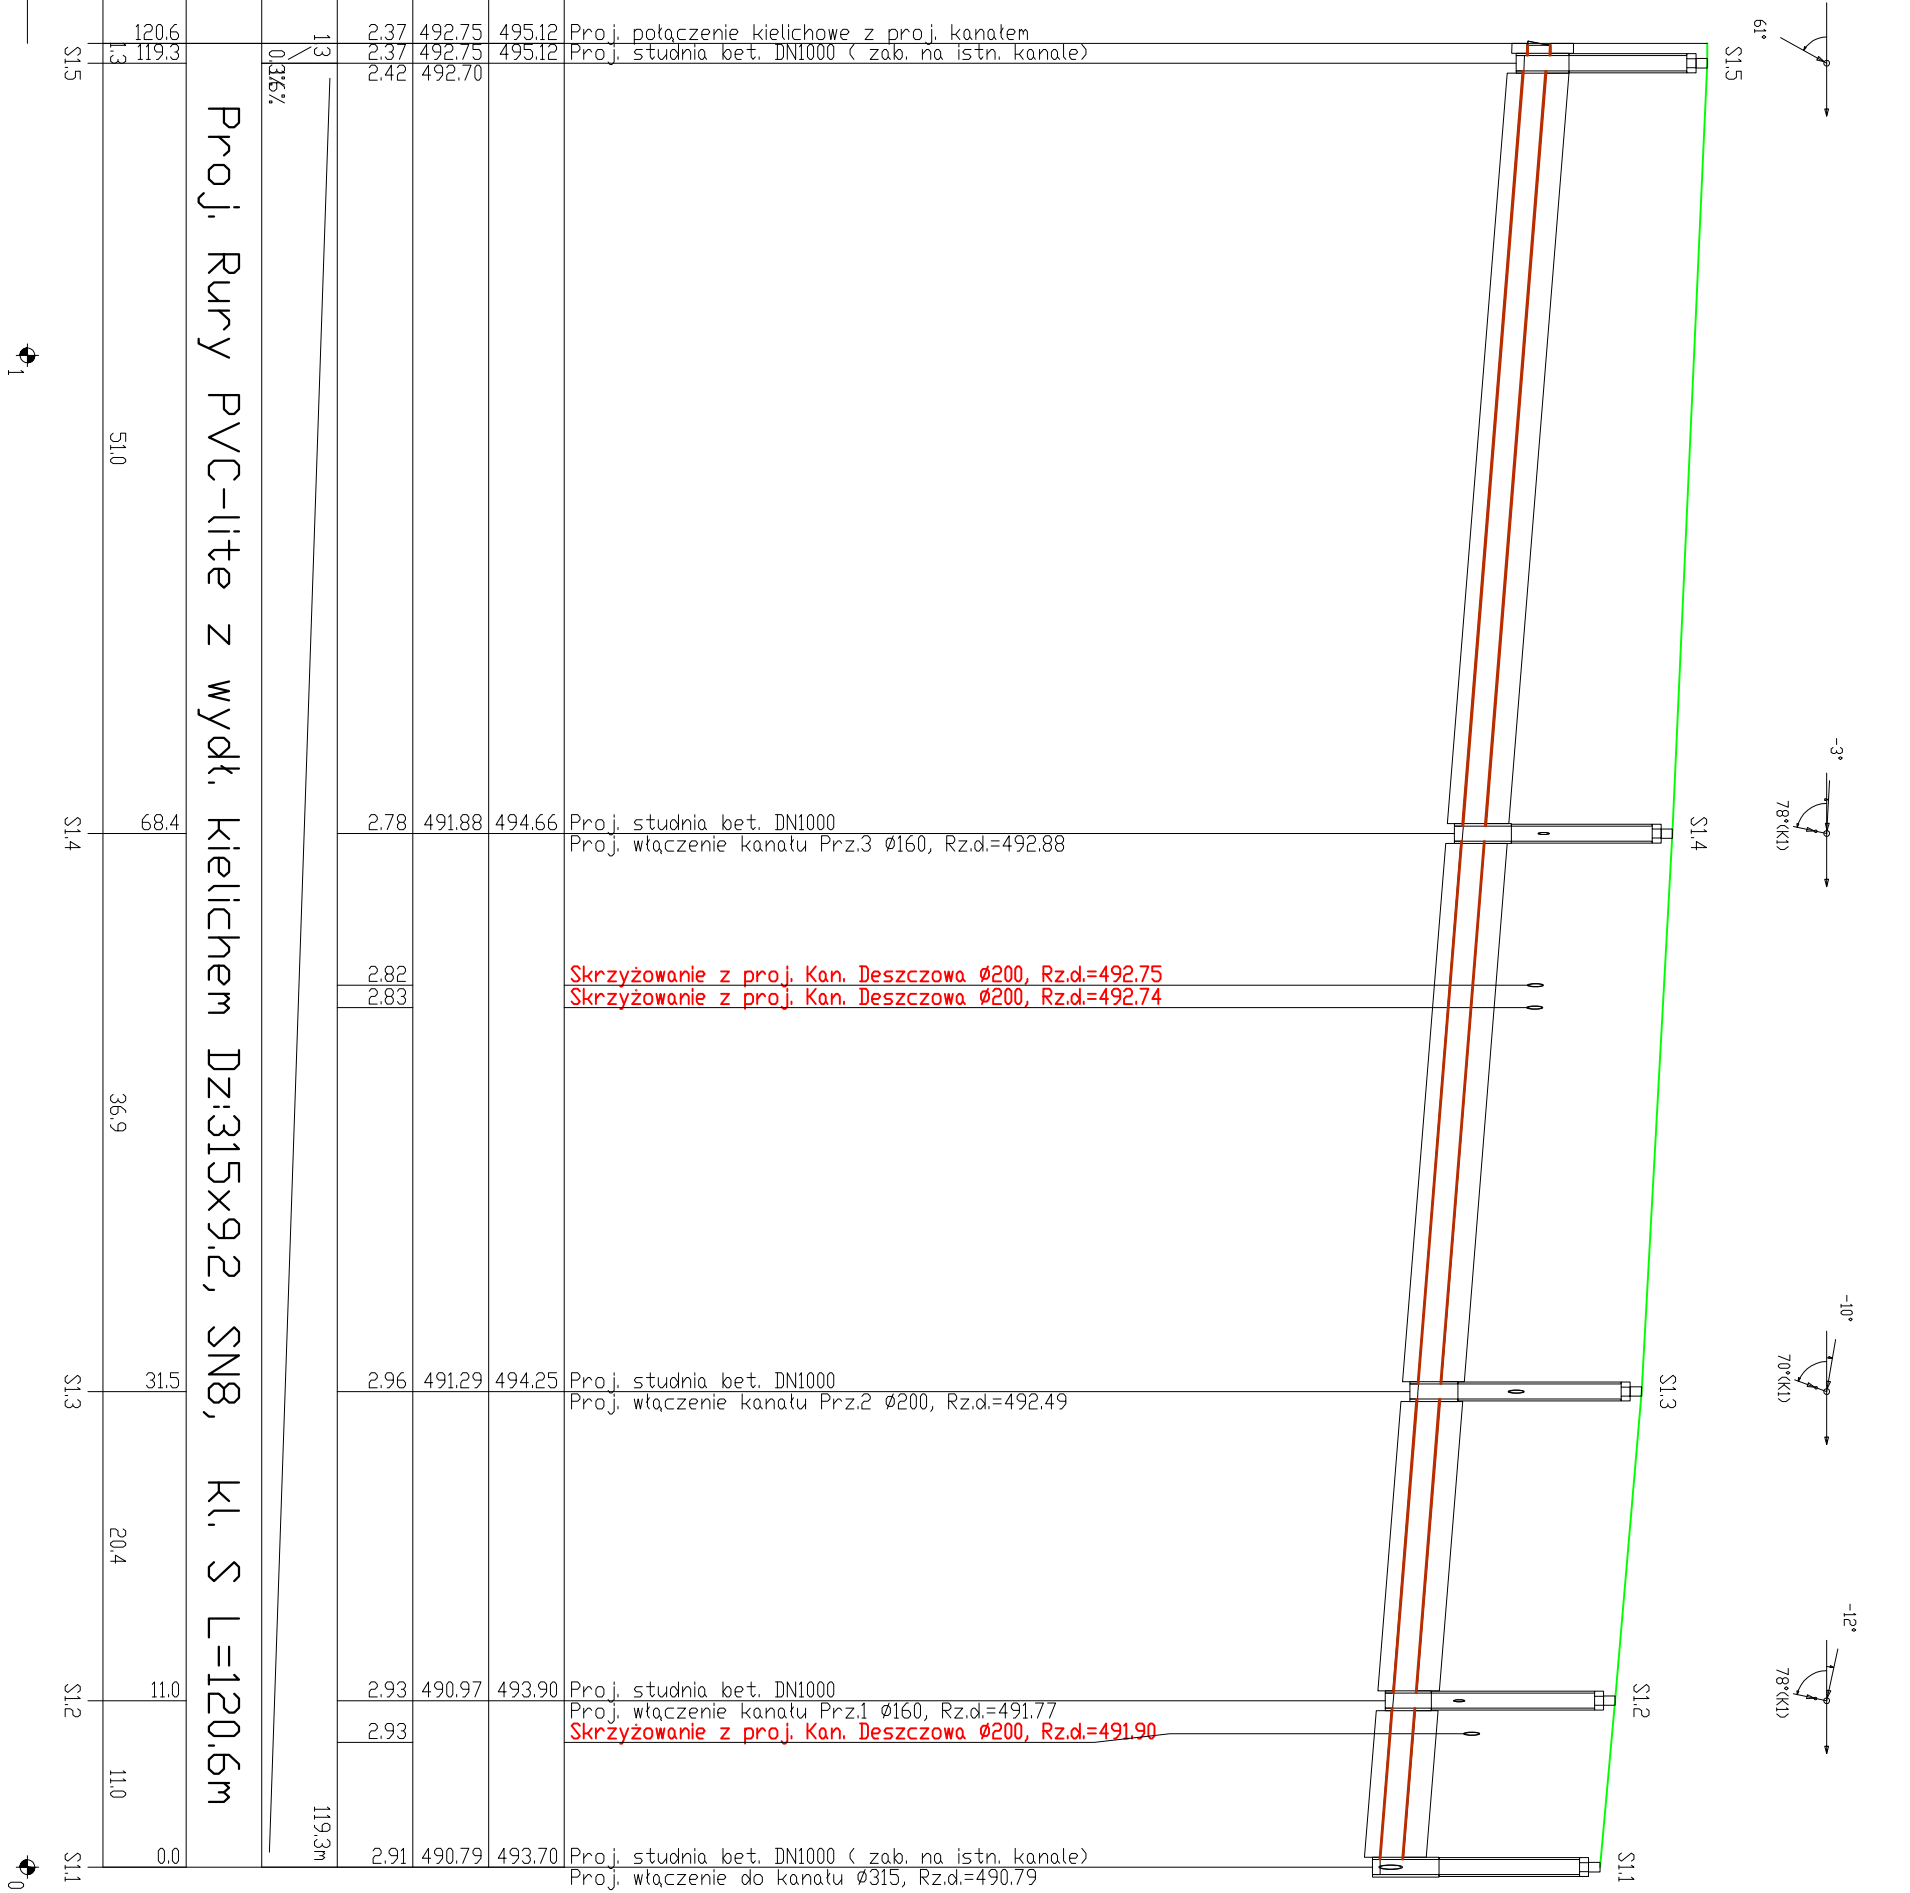 120.6
2.37 492.75 495.12 Proj. połączenie kielichowe z proj. kanałem
119.3
2.37 492.75 495.12 Proj. studnia bet. DN1000 ( zab. na istn. kanale)
2.42 492.70
S1.5
1.3
1.3
S1.5
61°
Proj. Rury PVC-lite z wydł. kielichem Dz:315x9.2, SN8, kl. S L=120.6m
1
51.0
-3°
78°(K1)
S1.4
68.4
2.78 491.88 494.66 Proj. studnia bet. DN1000
Proj. włączenie kanału Prz.3 Ø160, Rz.d.=492.88
S1.4
2.82 Skrzyżowanie z proj. Kan. Deszczowa Ø200, Rz.d.=492.75
2.83 Skrzyżowanie z proj. Kan. Deszczowa Ø200, Rz.d.=492.74
36.9
-10°
70°(K1)
S1.3
31.5
2.96 491.29 494.25 Proj. studnia bet. DN1000
Proj. włączenie kanału Prz.2 Ø200, Rz.d.=492.49
S1.3
20.4
-12°
78°(K1)
S1.2
11.0
2.93 490.97 493.90 Proj. studnia bet. DN1000
Proj. włączenie kanału Prz.1 Ø160, Rz.d.=491.77
S1.2
2.93 Skrzyżowanie z proj. Kan. Deszczowa Ø200, Rz.d.=491.90
11.0
119.3m
S1.1
0.0
2.91 490.79 493.70 Proj. studnia bet. DN1000 ( zab. na istn. kanale)
Proj. włączenie do kanału Ø315, Rz.d.=490.79
S1.1
0